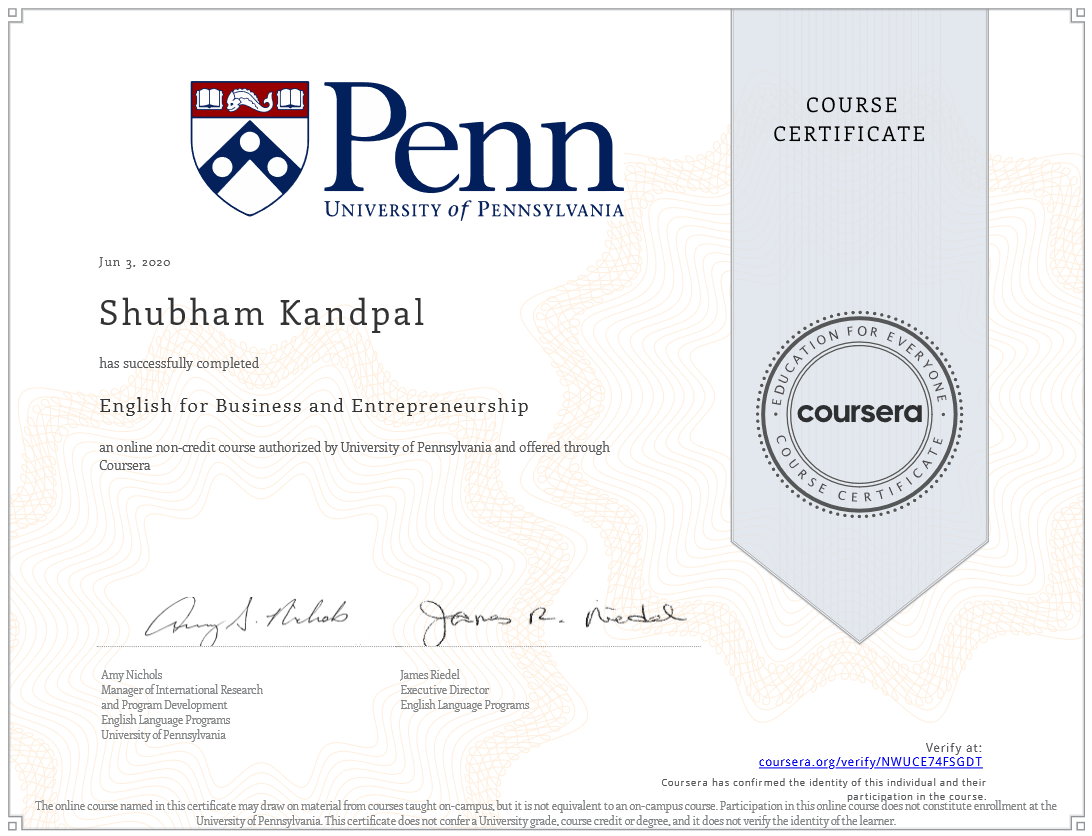 Penn
UNIVERSITY of PENNSYLVANIA
COURSE
CERTIFICATE
Jun 3, 2020
Shubham Kandpal
has successfully completed
English for Business and Entrepreneurship
an online non-credit course authorized by University of Pennsylvania and offered through
Coursera
EDUCATION FOR EVERYONE
coursera
COURSE CERTIFICATE
Amy S. Nichols
James R. Riedel
Amy Nichols
Manager of International Research
and Program Development
English Language Programs
University of Pennsylvania
James Riedel
Executive Director
English Language Programs
Verify at:
coursera.org/verify/NWUCE74FSGDT
Coursera has confirmed the identity of this individual and their
participation in the course.
The online course named in this certificate may draw on material from courses taught on-campus, but it is not equivalent to an on-campus course. Participation in this online course does not constitute enrollment at the
University of Pennsylvania. This certificate does not confer a University grade, course credit or degree, and it does not verify the identity of the learner.